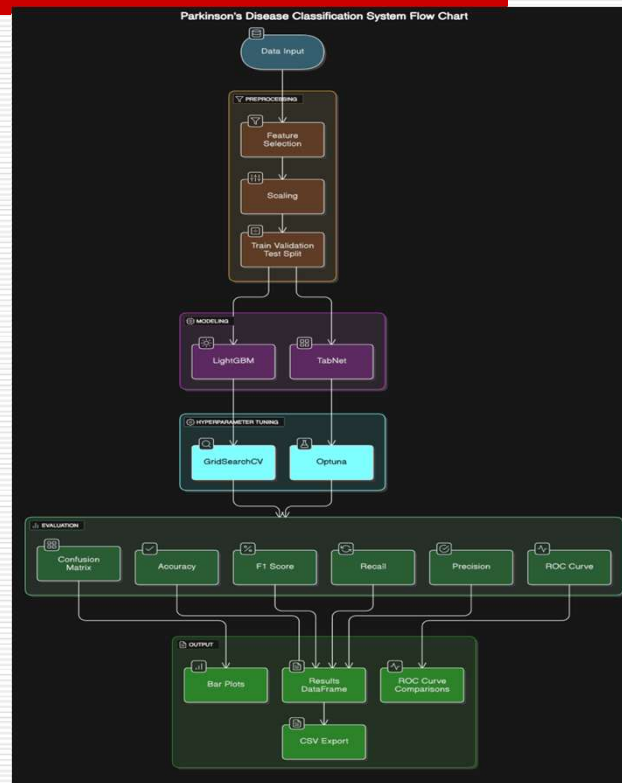 Parkinson's Disease Classification System Flow Chart
Data Input
PREPROCESSING
Feature
Selection
Scaling
Train Validation
Test Split
MODELING
LightGBM
TabNet
HYPERPARAMETER TUNING
GridSearchCV
Optuna
EVALUATION
Confusion
Matrix
Accuracy
F1 Score
Recall
Precision
ROC Curve
OUTPUT
Bar Plots
Results
DataFrame
ROC Curve
Comparisons
CSV Export